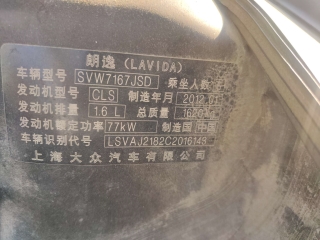 朗逸(LAVIDA)
车辆型号 SVW7167JSD 乘坐人数
发动机型号 CLS 制造年月 2012
发动机排量 1.6 L 总质量
发动机额定功率 77kW 制造国 中国
车辆识别代号 LSVAJ2182C2016148
上海大众汽车有限公司